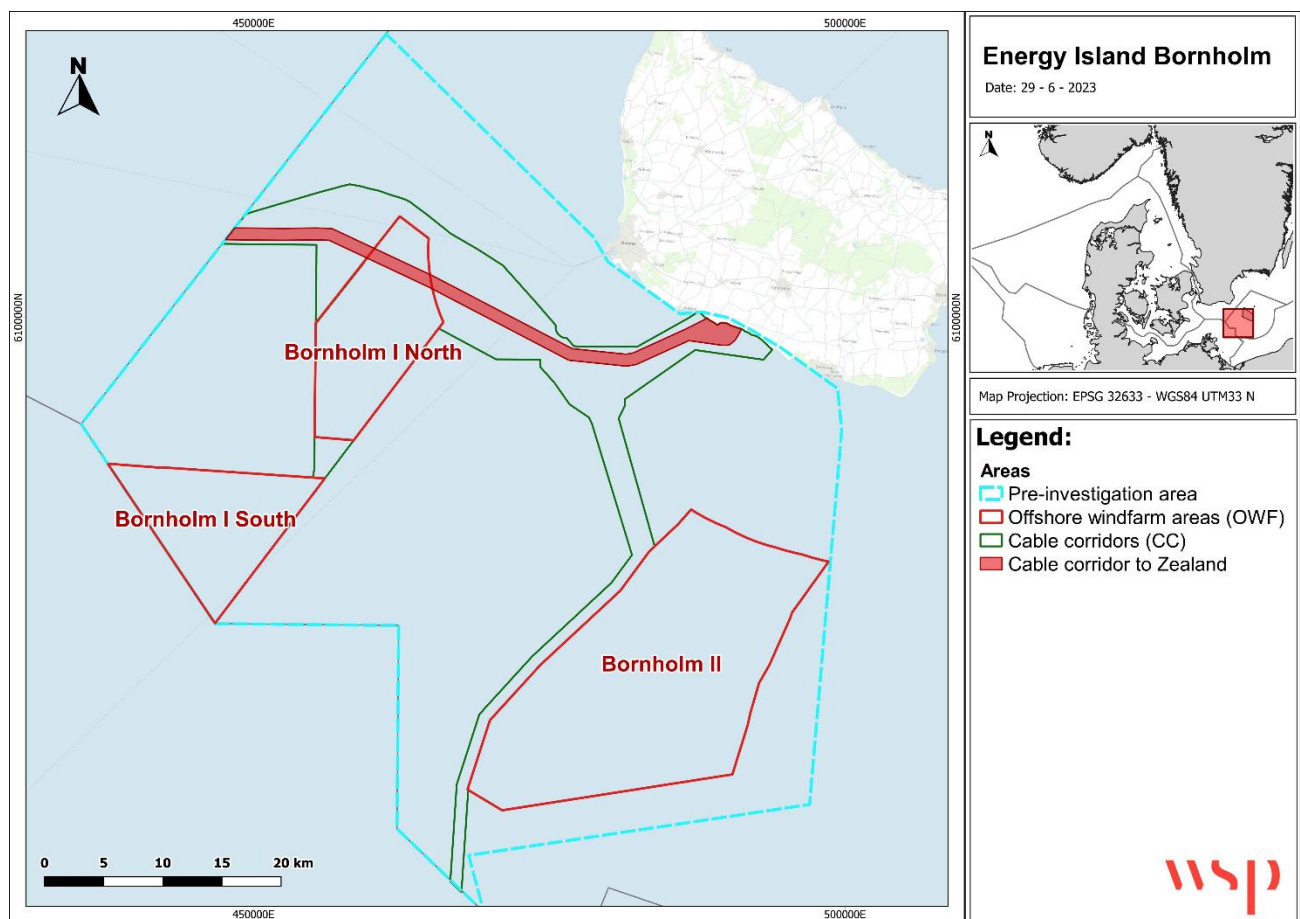 450000E
500000E
N
6100000N
6100000N
Bornholm I North
Bornholm I South
Bornholm II
0 5 10 15 20 km
450000E
500000E
Energy Island Bornholm
Date: 29 - 6 - 2023
N
Map Projection: EPSG 32633 - WGS84 UTM33 N
Legend:
Areas
Pre-investigation area
Offshore windfarm areas (OWF)
Cable corridors (CC)
Cable corridor to Zealand
wsp